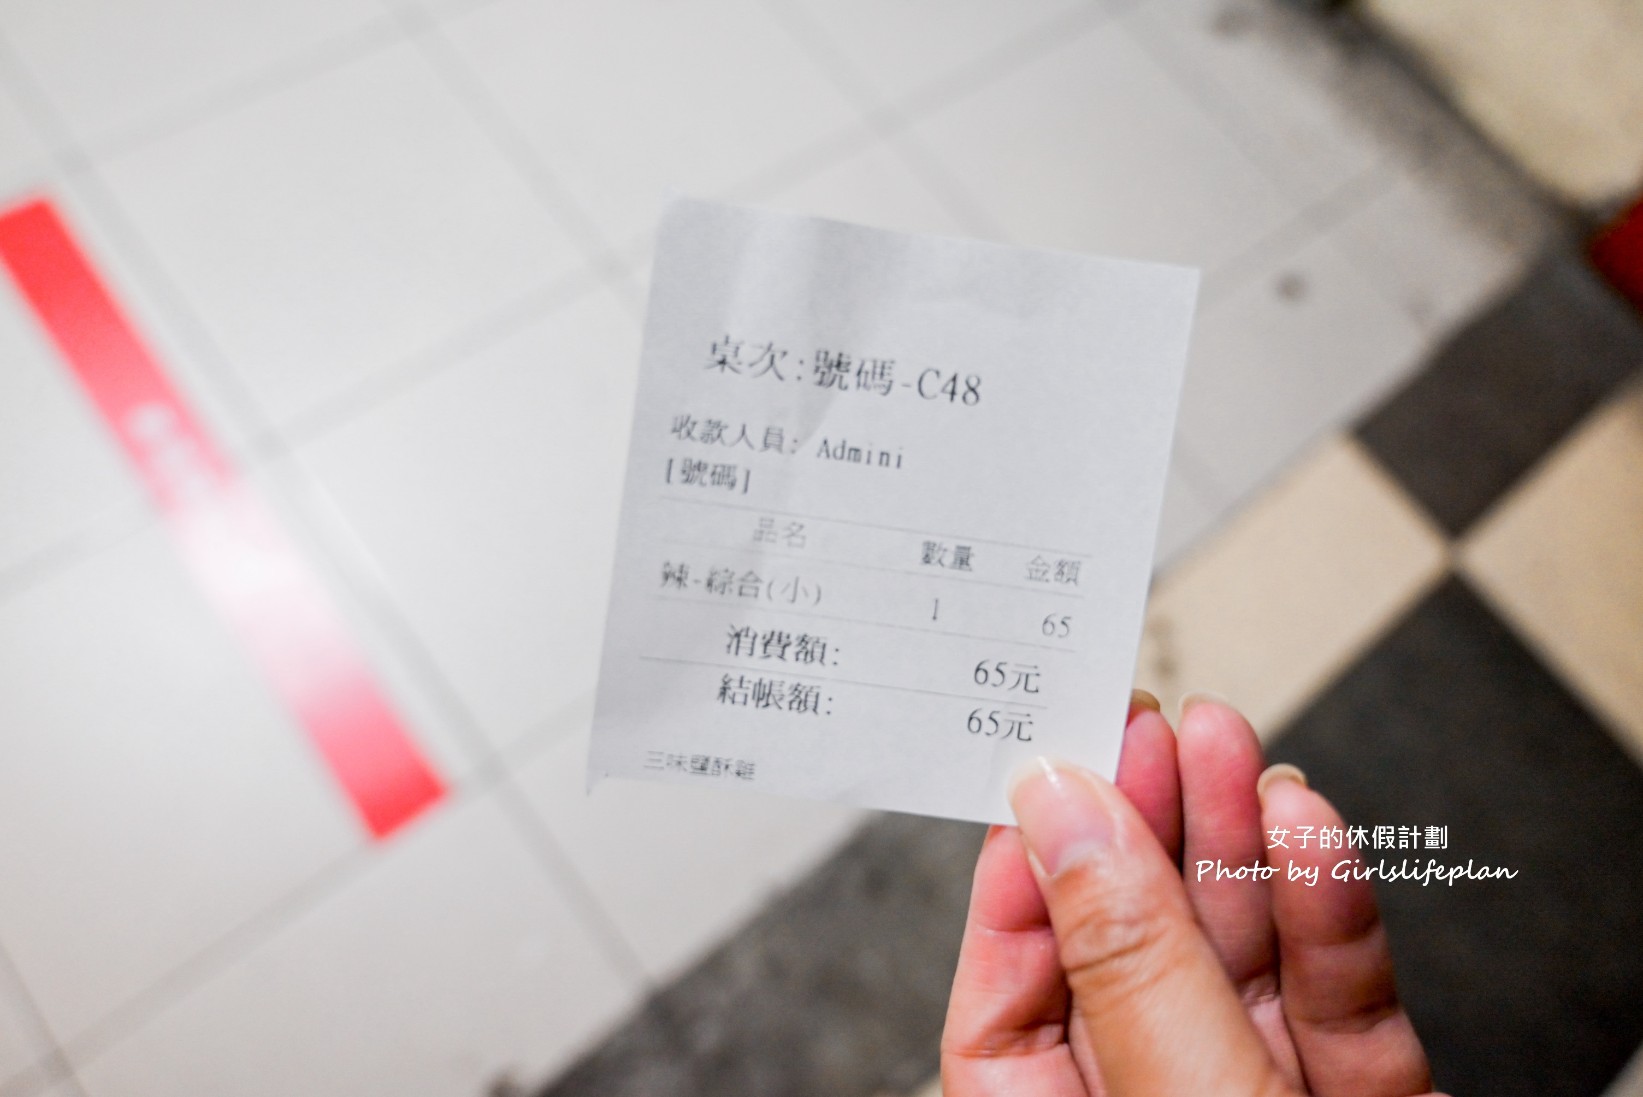 桌次:號碼-C48
收款人員: Admini
[號碼]
品名 數量 金額
辣-綜合(小) 1 65
消費額: 65元
結帳額: 65元
三味鹽酥雞
女子的休假計劃
Photo by Girlslifeplan